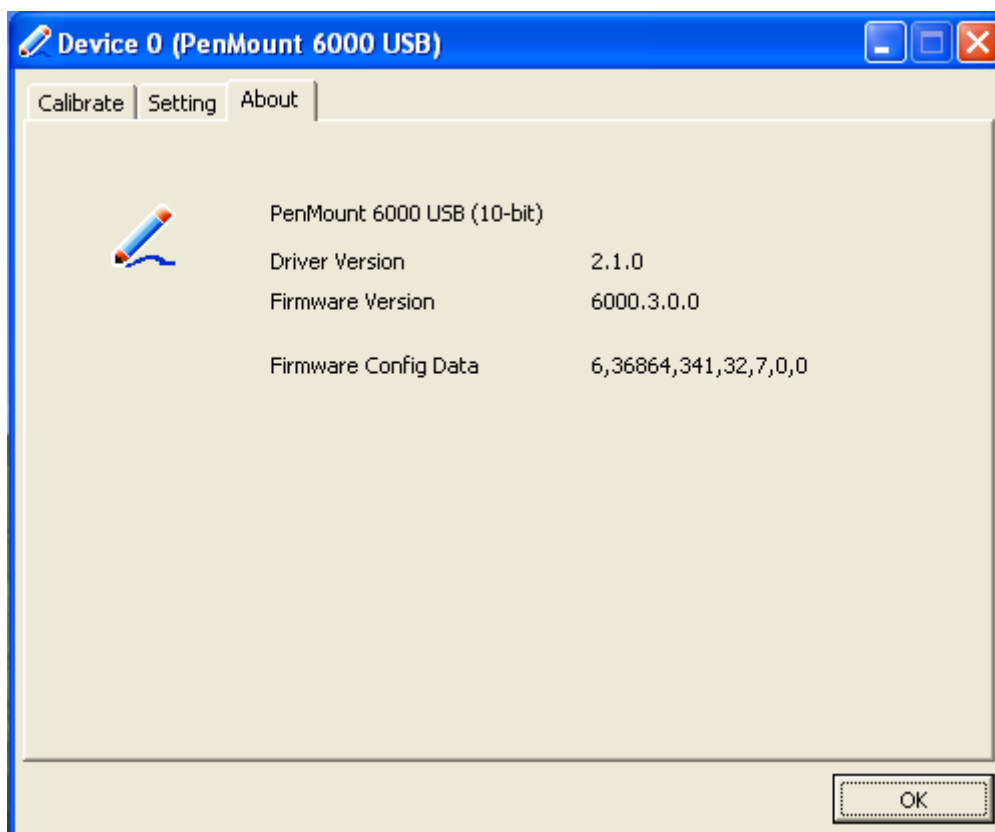 Device 0 (PenMount 6000 USB)
Calibrate Setting About
PenMount 6000 USB (10-bit)
Driver Version 2.1.0
Firmware Version 6000.3.0.0
Firmware Config Data 6,36864,341,32,7,0,0
OK